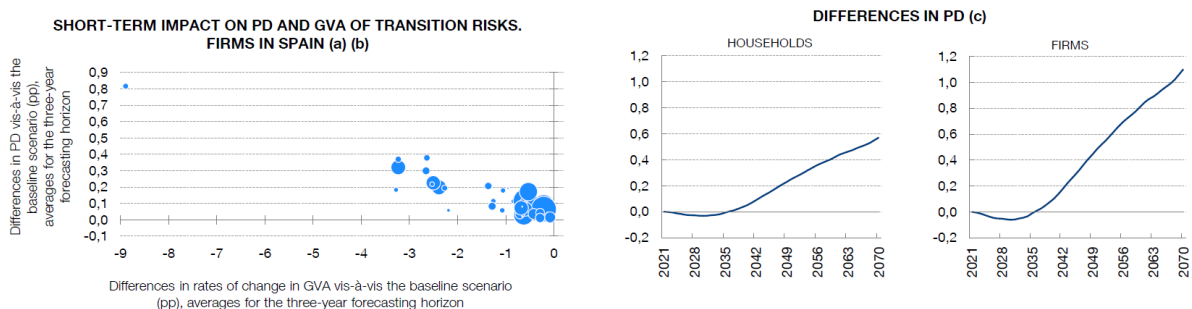 SHORT-TERM IMPACT ON PD AND GVA OF TRANSITION RISKS.
FIRMS IN SPAIN (a) (b)
Differences in PD vis-à-vis the
baseline scenario (pp),
averages for the three-year
forecasting horizon
0,9
0,8
0,7
0,6
0,5
0,4
0,3
0,2
0,1
0,0
-0,1
-9 -8 -7 -6 -5 -4 -3 -2 -1 0
Differences in rates of change in GVA vis-à-vis the baseline scenario
(pp), averages for the three-year forecasting horizon
DIFFERENCES IN PD (c)
HOUSEHOLDS
1,2
1,0
0,8
0,6
0,4
0,2
0,0
-0,2
2021 2028 2035 2042 2049 2056 2063 2070
FIRMS
1,2
1,0
0,8
0,6
0,4
0,2
0,0
-0,2
2021 2028 2035 2042 2049 2056 2063 2070